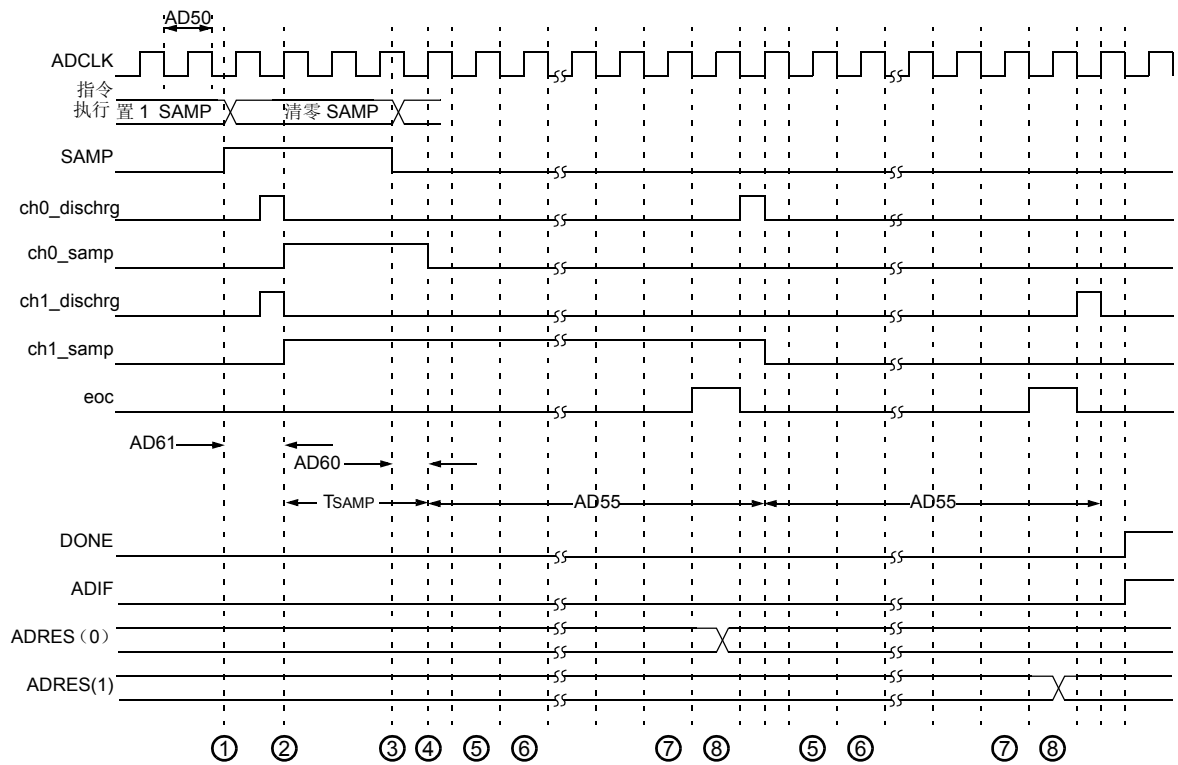 AD50
ADCLK
指令
执行
置 1 SAMP
清零 SAMP
SAMP
ch0_dischrg
ch0_samp
ch1_dischrg
ch1_samp
eoc
AD61
AD60
TSAMP
AD55
AD55
DONE
ADIF
ADRES（0）
ADRES(1)
① ② ③ ④ ⑤ ⑥ ⑦ ⑧ ⑤ ⑥ ⑦ ⑧